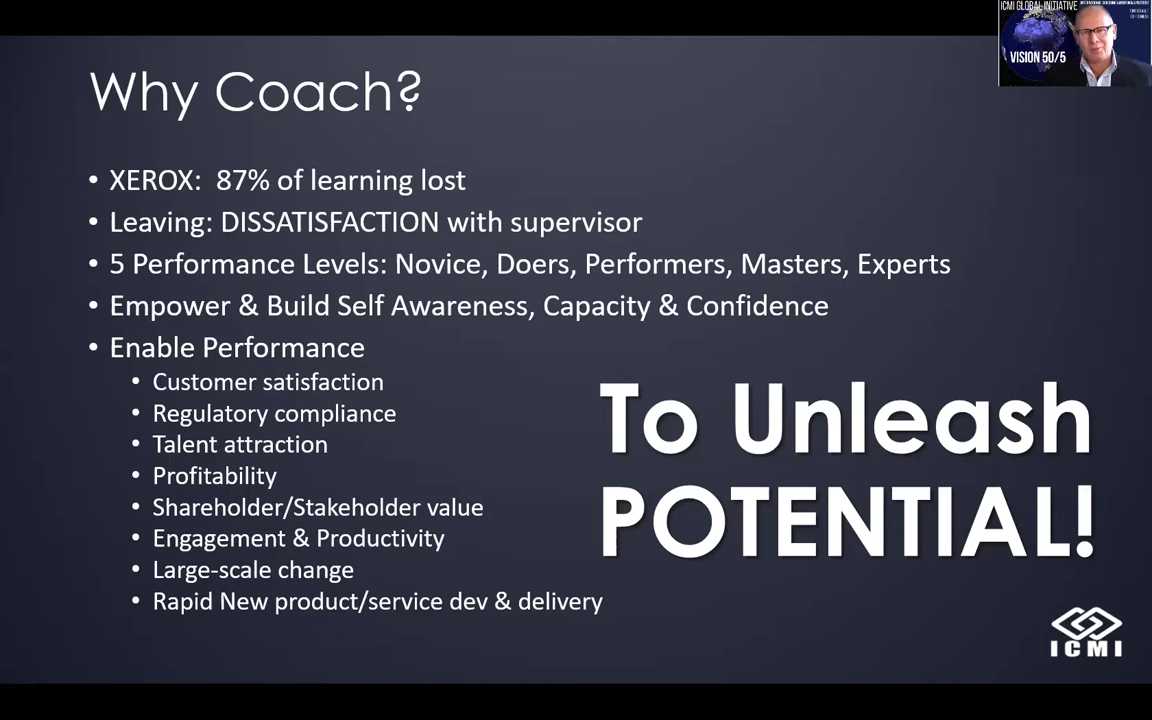 ICMI GLOBAL INITIATIVE
VISION 50/5
Why Coach?
• XEROX:  87% of learning lost
• Leaving: DISSATISFACTION with supervisor
• 5 Performance Levels: Novice, Doers, Performers, Masters, Experts
• Empower & Build Self Awareness, Capacity & Confidence
• Enable Performance
• Customer satisfaction
• Regulatory compliance
• Talent attraction
• Profitability
• Shareholder/Stakeholder value
• Engagement & Productivity
• Large-scale change
• Rapid New product/service dev & delivery
To Unleash
POTENTIAL!
ICMI